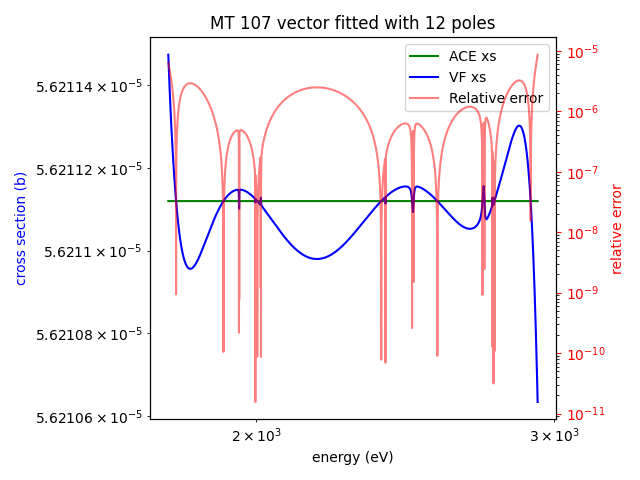 MT 107 vector fitted with 12 poles
ACE xs
VF xs
Relative error
5.62114 × 10⁻⁵
5.62112 × 10⁻⁵
5.6211 × 10⁻⁵
5.62108 × 10⁻⁵
5.62106 × 10⁻⁵
cross section (b)
10⁻⁵
10⁻⁶
10⁻⁷
10⁻⁸
10⁻⁹
10⁻¹⁰
10⁻¹¹
relative error
2 × 10³
3 × 10³
energy (eV)